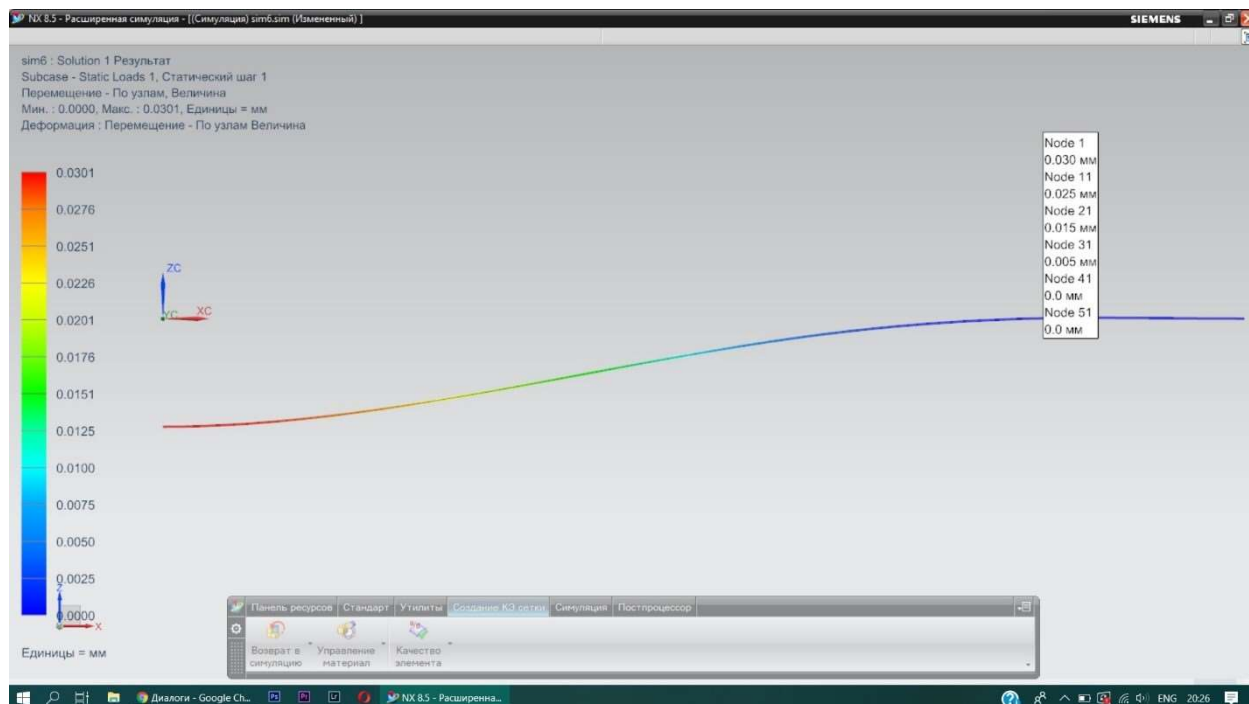 NX 8.5 - Расширенная симуляция - [(Симуляция) sim6.sim (Измененный) ]
SIEMENS
sim6 : Solution 1 Результат
Subcase - Static Loads 1, Статический шаг 1
Перемещение - По узлам, Величина
Мин. : 0.0000, Макс. : 0.0301, Единицы = мм
Деформация : Перемещение - По узлам Величина
Node 1
0.030 мм
Node 11
0.025 мм
Node 21
0.015 мм
Node 31
0.005 мм
Node 41
0.0 мм
Node 51
0.0 мм
0.0301
0.0276
0.0251
0.0226
0.0201
0.0176
0.0151
0.0125
0.0100
0.0075
0.0050
0.0025
0.0000
ZC
YC
XC
Z
X
Единицы = мм
Панель ресурсов Стандарт Утилиты Создание КЭ сетки Симуляция Постпроцессор
Возврат в симуляцию
Управление материал
Качество элемента
Диалоги - Google Ch...
Ps
Pr
Lr
NX 8.5 - Расширенна...
ENG
20:26